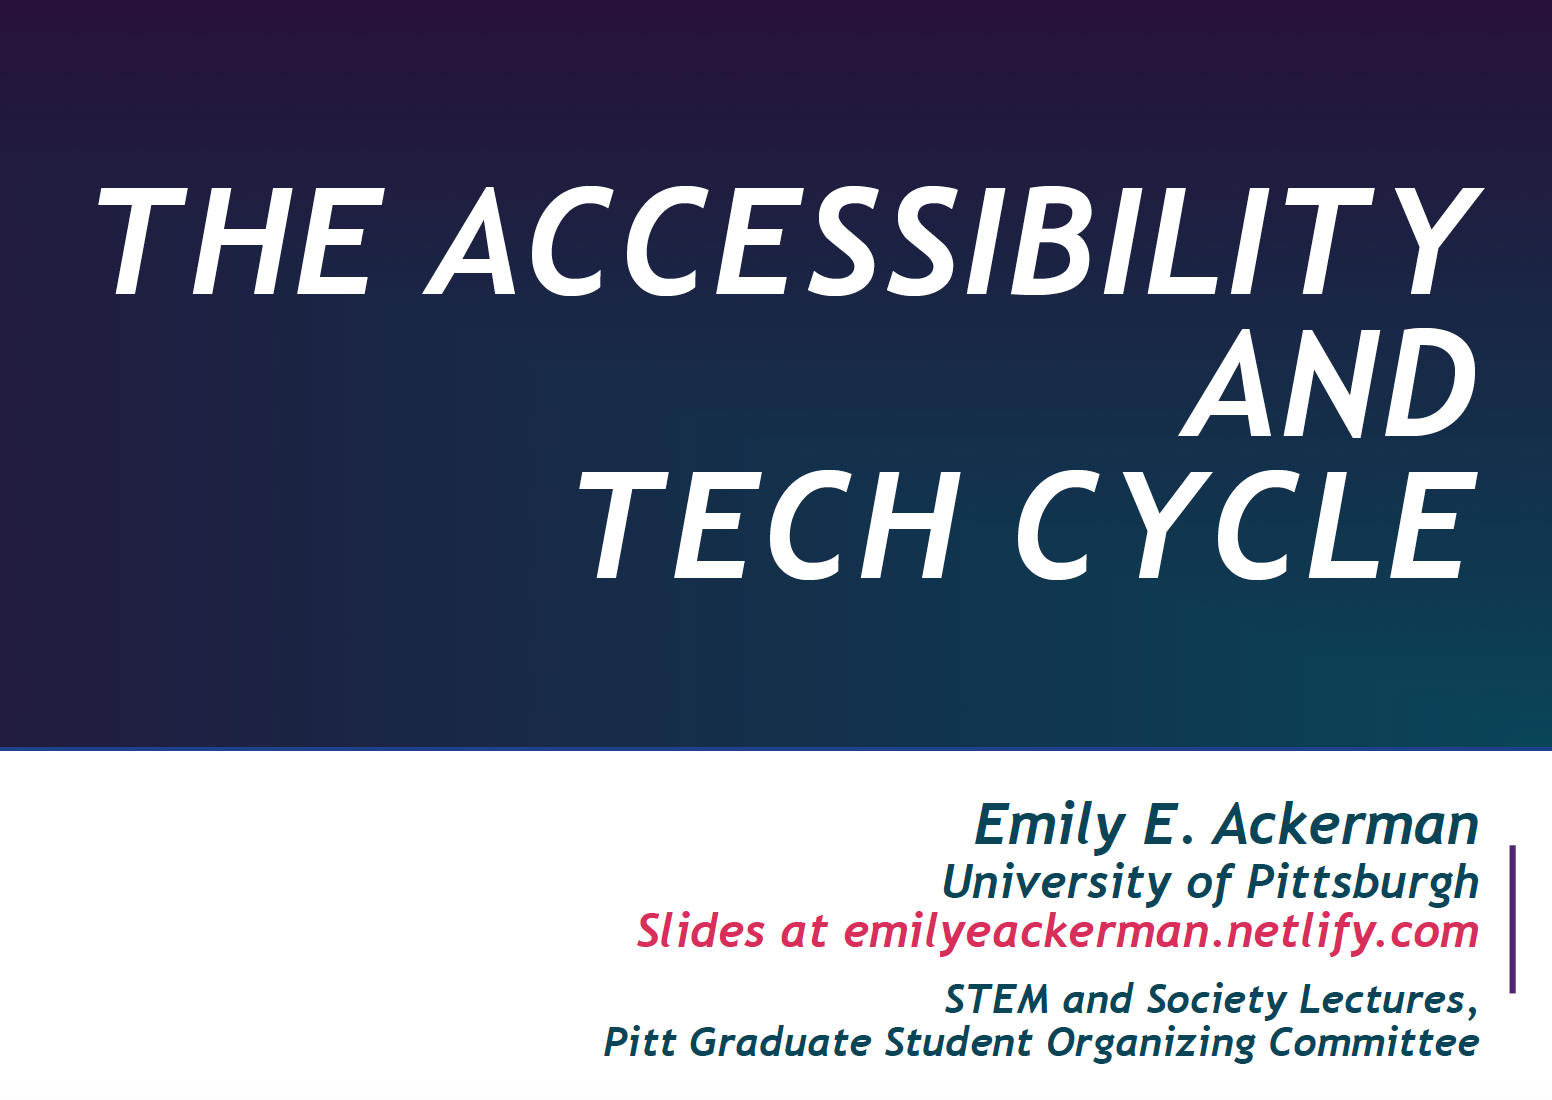 THE ACCESSIBILITY
AND
TECH CYCLE
Emily E. Ackerman
University of Pittsburgh
Slides at emilyeackerman.netlify.com
STEM and Society Lectures,
Pitt Graduate Student Organizing Committee